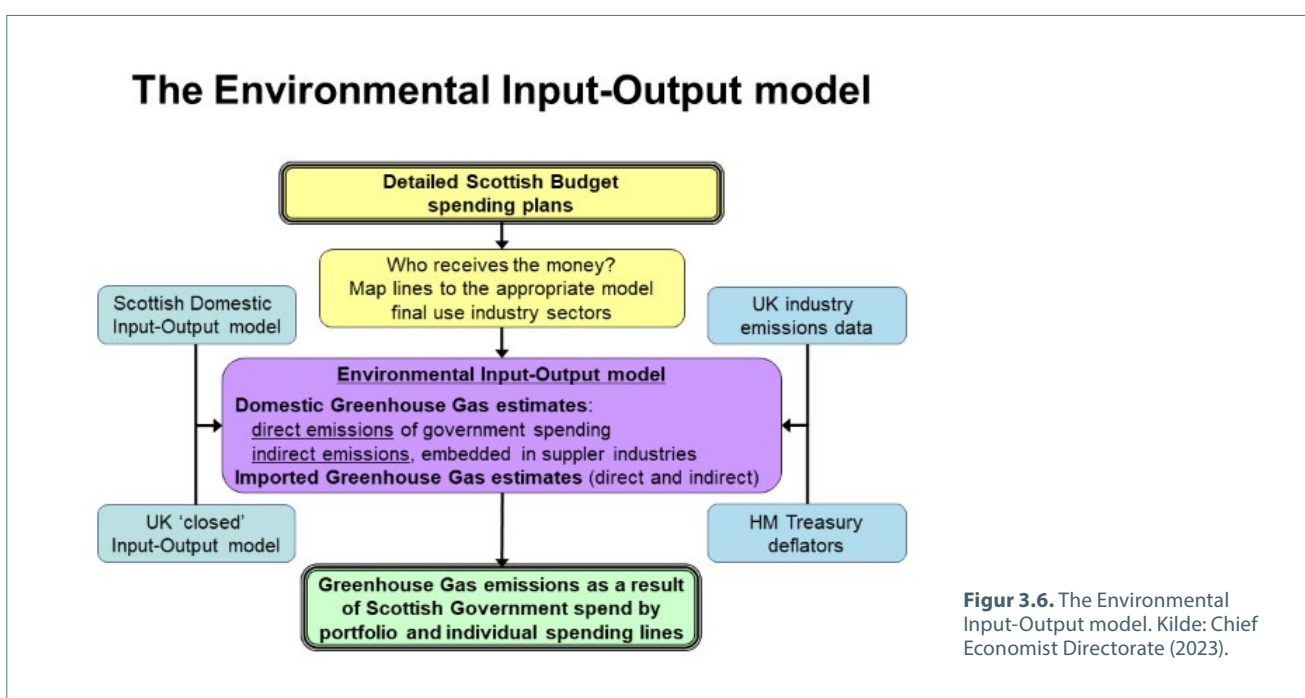 The Environmental Input-Output model
Detailed Scottish Budget
spending plans
Who receives the money?
Map lines to the appropriate model
final use industry sectors
Scottish Domestic
Input-Output model
UK industry
emissions data
Environmental Input-Output model
Domestic Greenhouse Gas estimates:
direct emissions of government spending
indirect emissions, embedded in suppler industries
Imported Greenhouse Gas estimates (direct and indirect)
UK ‘closed’
Input-Output model
HM Treasury
deflators
Greenhouse Gas emissions as a result
of Scottish Government spend by
portfolio and individual spending lines
Figur 3.6. The Environmental
Input-Output model. Kilde: Chief
Economist Directorate (2023).